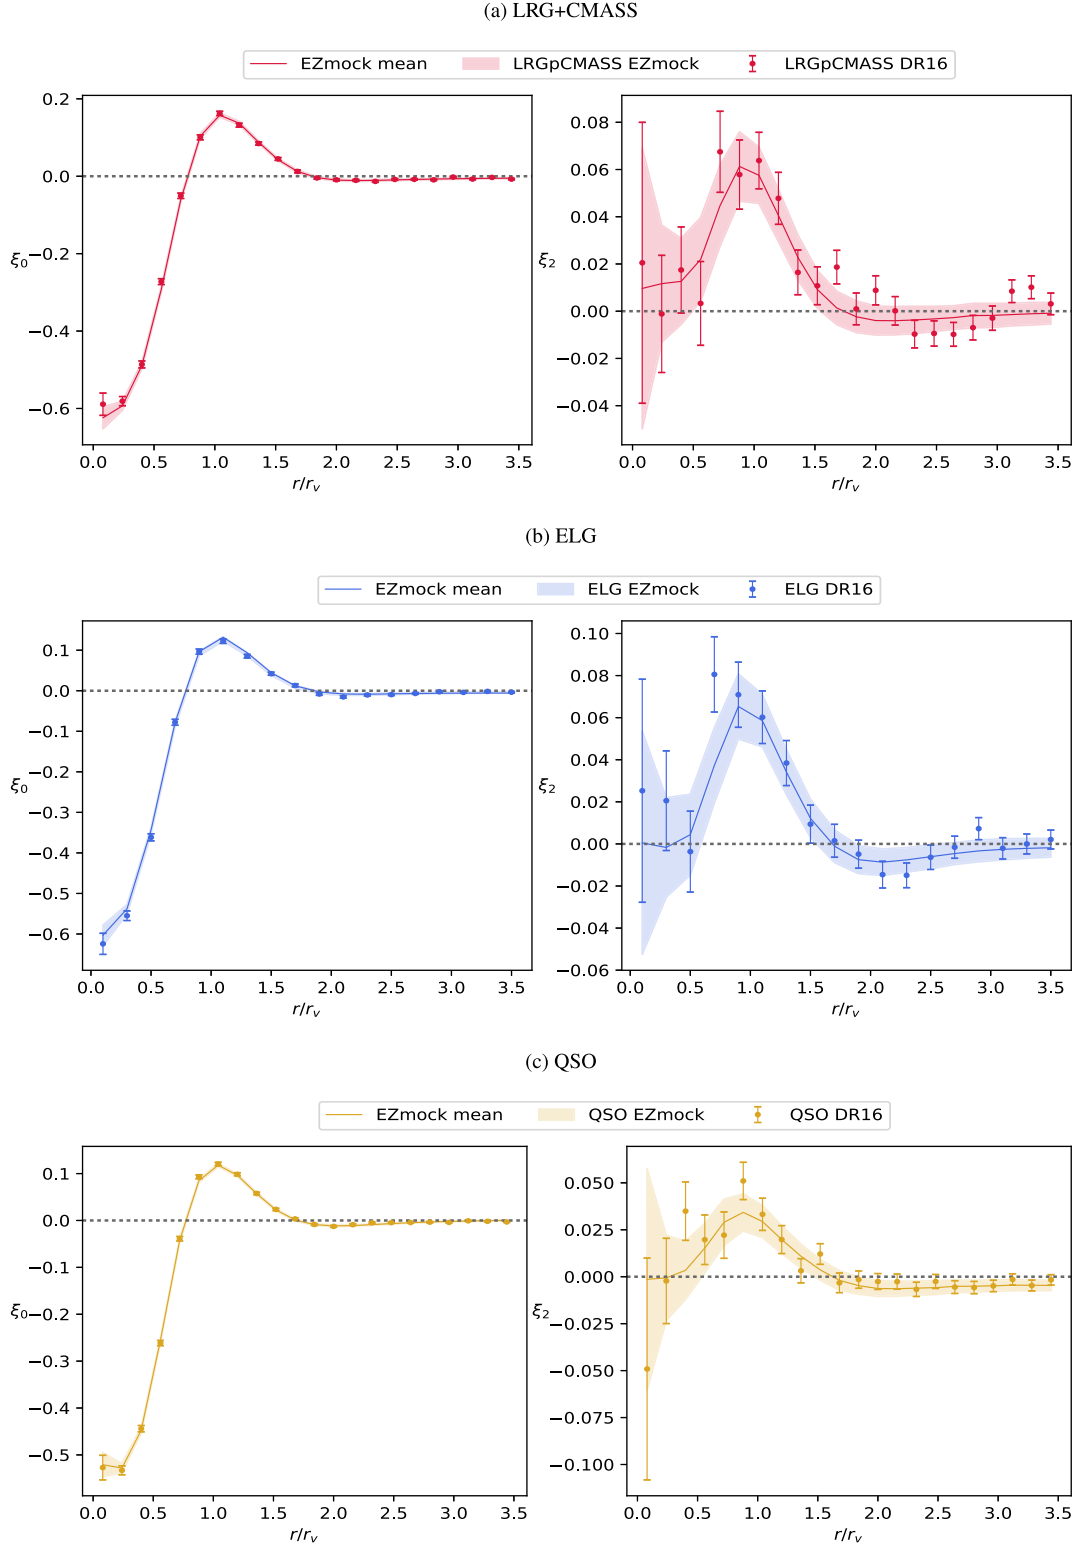 (a) LRG+CMASS
EZmock mean LRGpCMASS EZmock LRGpCMASS DR16
0.2
0.0
−0.2
−0.4
−0.6
ξ0
0.0 0.5 1.0 1.5 2.0 2.5 3.0 3.5
r/rv
0.08
0.06
0.04
0.02
0.00
−0.02
−0.04
ξ2
0.0 0.5 1.0 1.5 2.0 2.5 3.0 3.5
r/rv
(b) ELG
EZmock mean ELG EZmock ELG DR16
0.1
0.0
−0.1
−0.2
−0.3
−0.4
−0.5
−0.6
ξ0
0.0 0.5 1.0 1.5 2.0 2.5 3.0 3.5
r/rv
0.10
0.08
0.06
0.04
0.02
0.00
−0.02
−0.04
−0.06
ξ2
0.0 0.5 1.0 1.5 2.0 2.5 3.0 3.5
r/rv
(c) QSO
EZmock mean QSO EZmock QSO DR16
0.1
0.0
−0.1
−0.2
−0.3
−0.4
−0.5
ξ0
0.0 0.5 1.0 1.5 2.0 2.5 3.0 3.5
r/rv
0.050
0.025
0.000
−0.025
−0.050
−0.075
−0.100
ξ2
0.0 0.5 1.0 1.5 2.0 2.5 3.0 3.5
r/rv